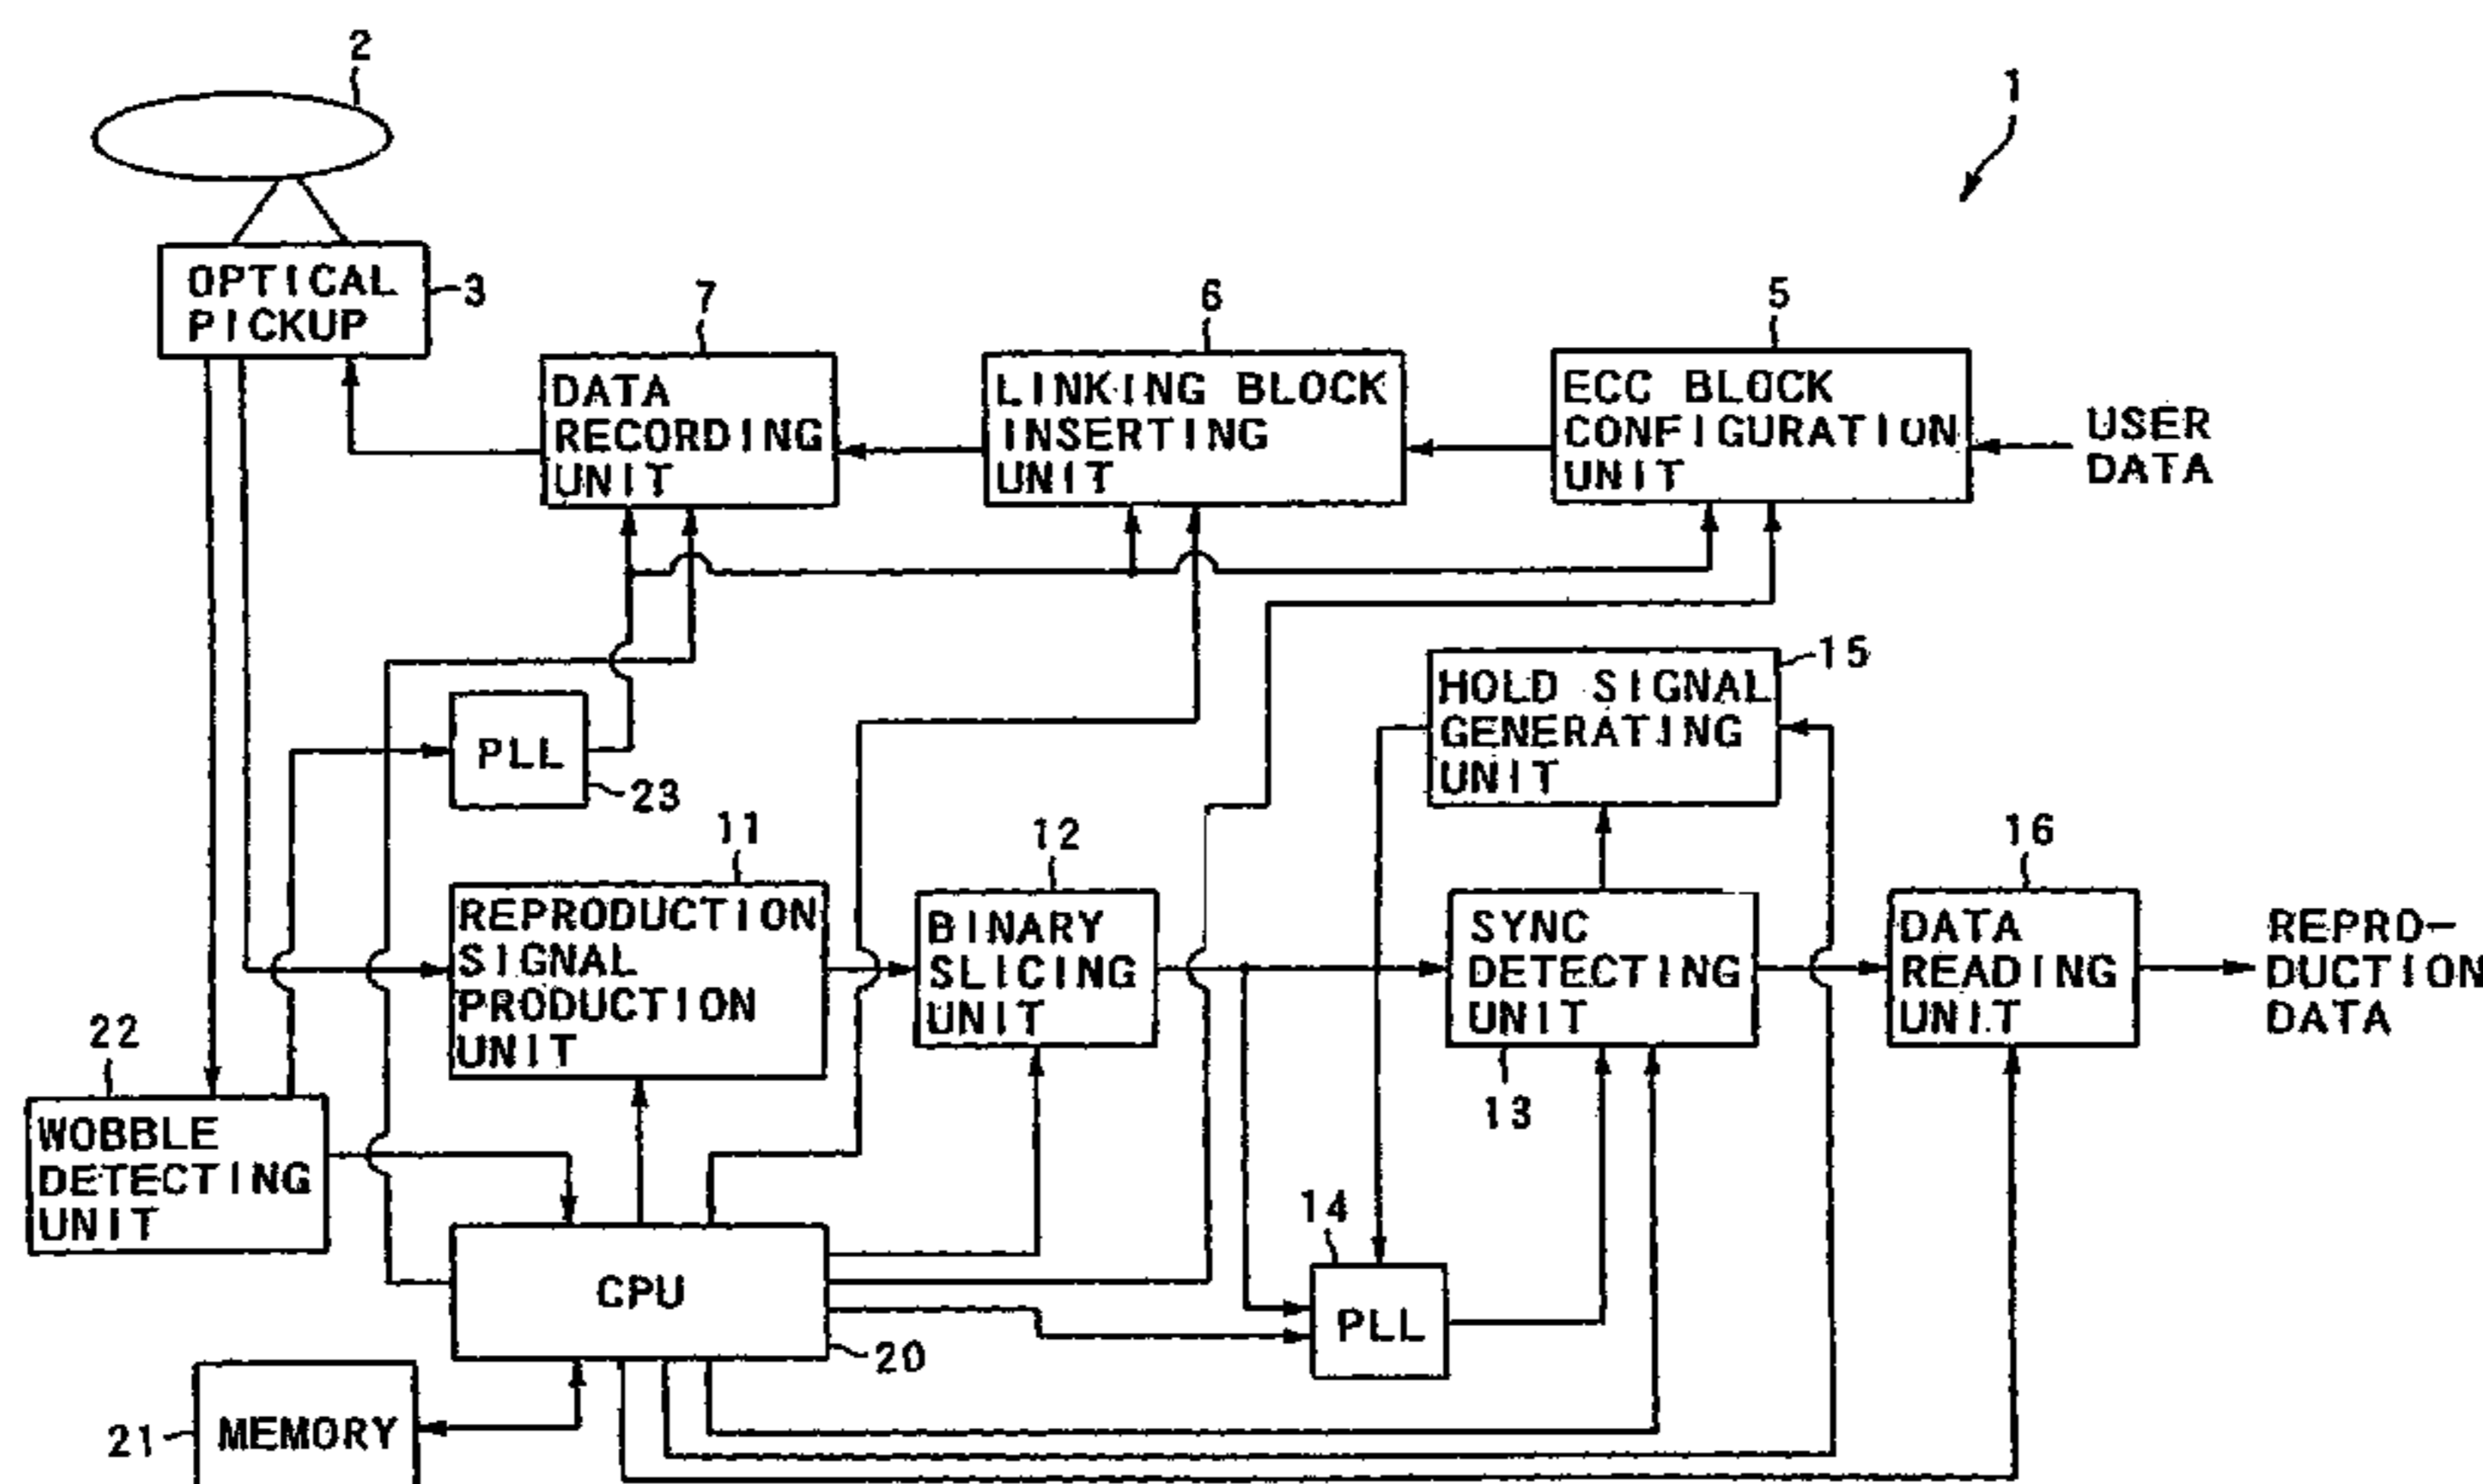 2
1
OPTICAL
PICKUP
3
7
DATA
RECORDING
UNIT
6
LINKING BLOCK
INSERTING
UNIT
5
ECC BLOCK
CONFIGURATION
UNIT
USER
DATA
PLL
23
15
HOLD SIGNAL
GENERATING
UNIT
11
REPRODUCTION
SIGNAL
PRODUCTION
UNIT
12
BINARY
SLICING
UNIT
SYNC
DETECTING
UNIT
13
16
DATA
READING
UNIT
REPRO-
DUCTION
DATA
22
WOBBLE
DETECTING
UNIT
CPU
20
14
PLL
21
MEMORY